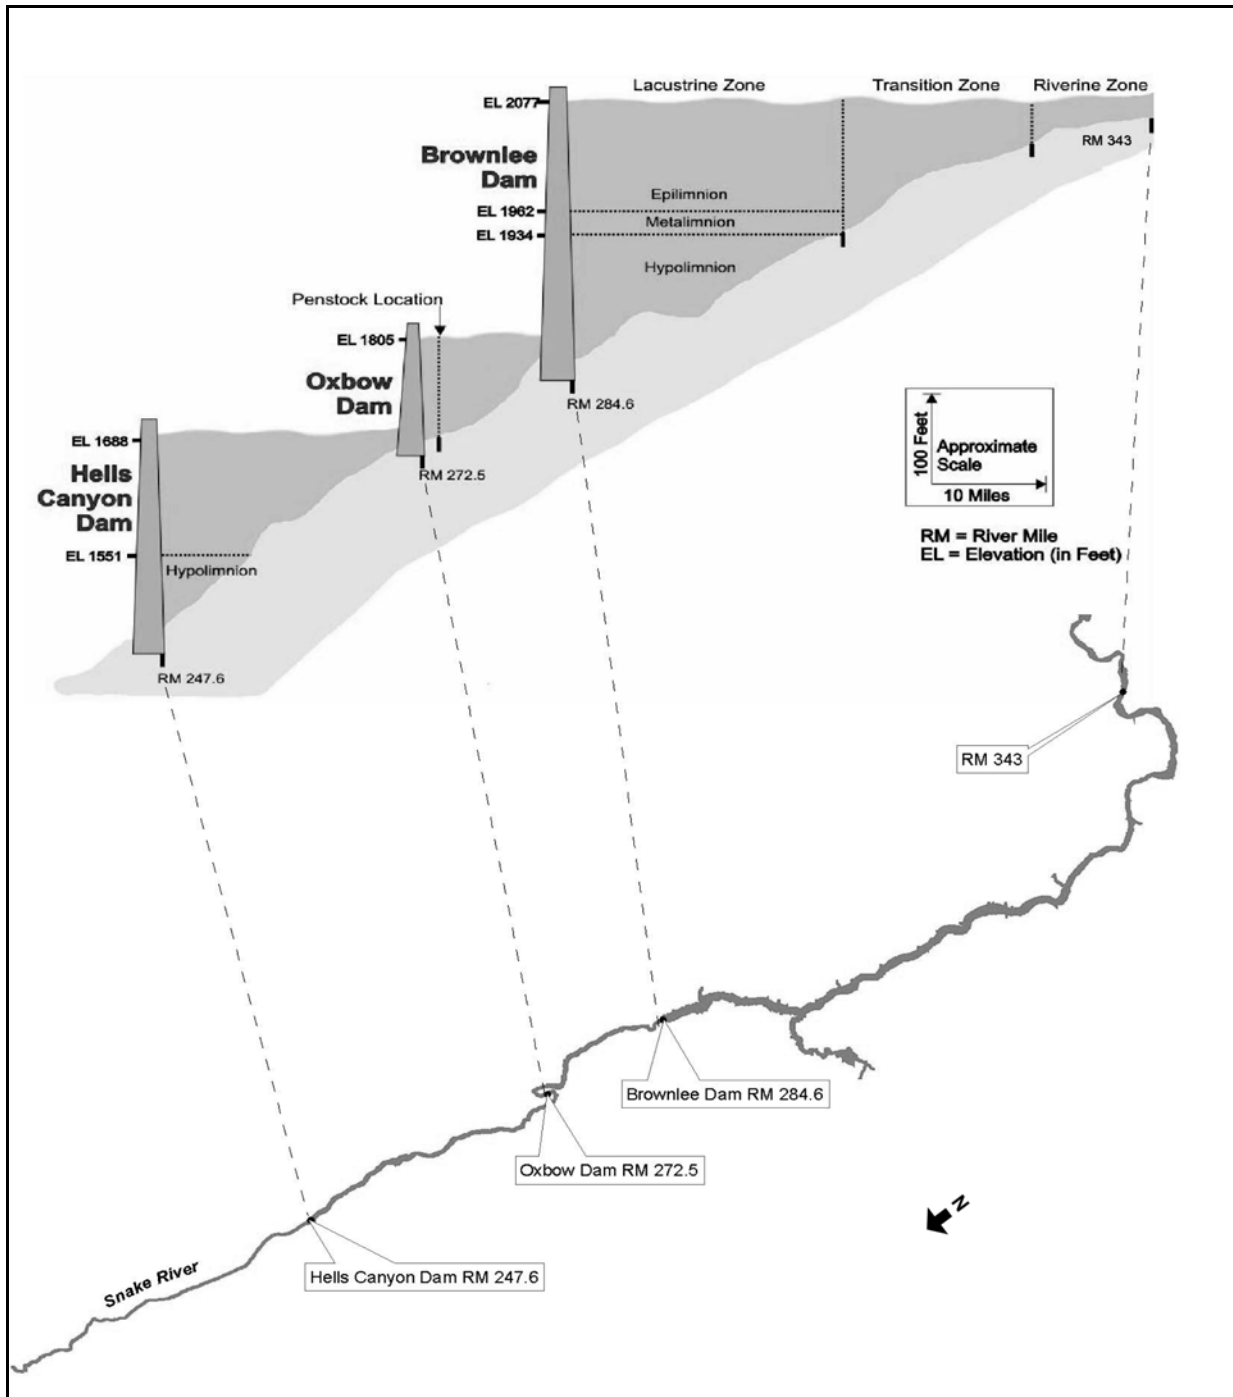 Lacustrine Zone
Transition Zone
Riverine Zone
EL 2077
RM 343
Brownlee
Dam
Epilimnion
EL 1962
Metalimnion
EL 1934
Hypolimnion
Penstock Location
EL 1805
Oxbow
Dam
RM 284.6
EL 1688
Hells
Canyon
Dam
RM 272.5
EL 1551
Hypolimnion
RM 247.6
100 Feet
Approximate
Scale
10 Miles
RM = River Mile
EL = Elevation (in Feet)
RM 343
Brownlee Dam RM 284.6
Oxbow Dam RM 272.5
N
Hells Canyon Dam RM 247.6
Snake River